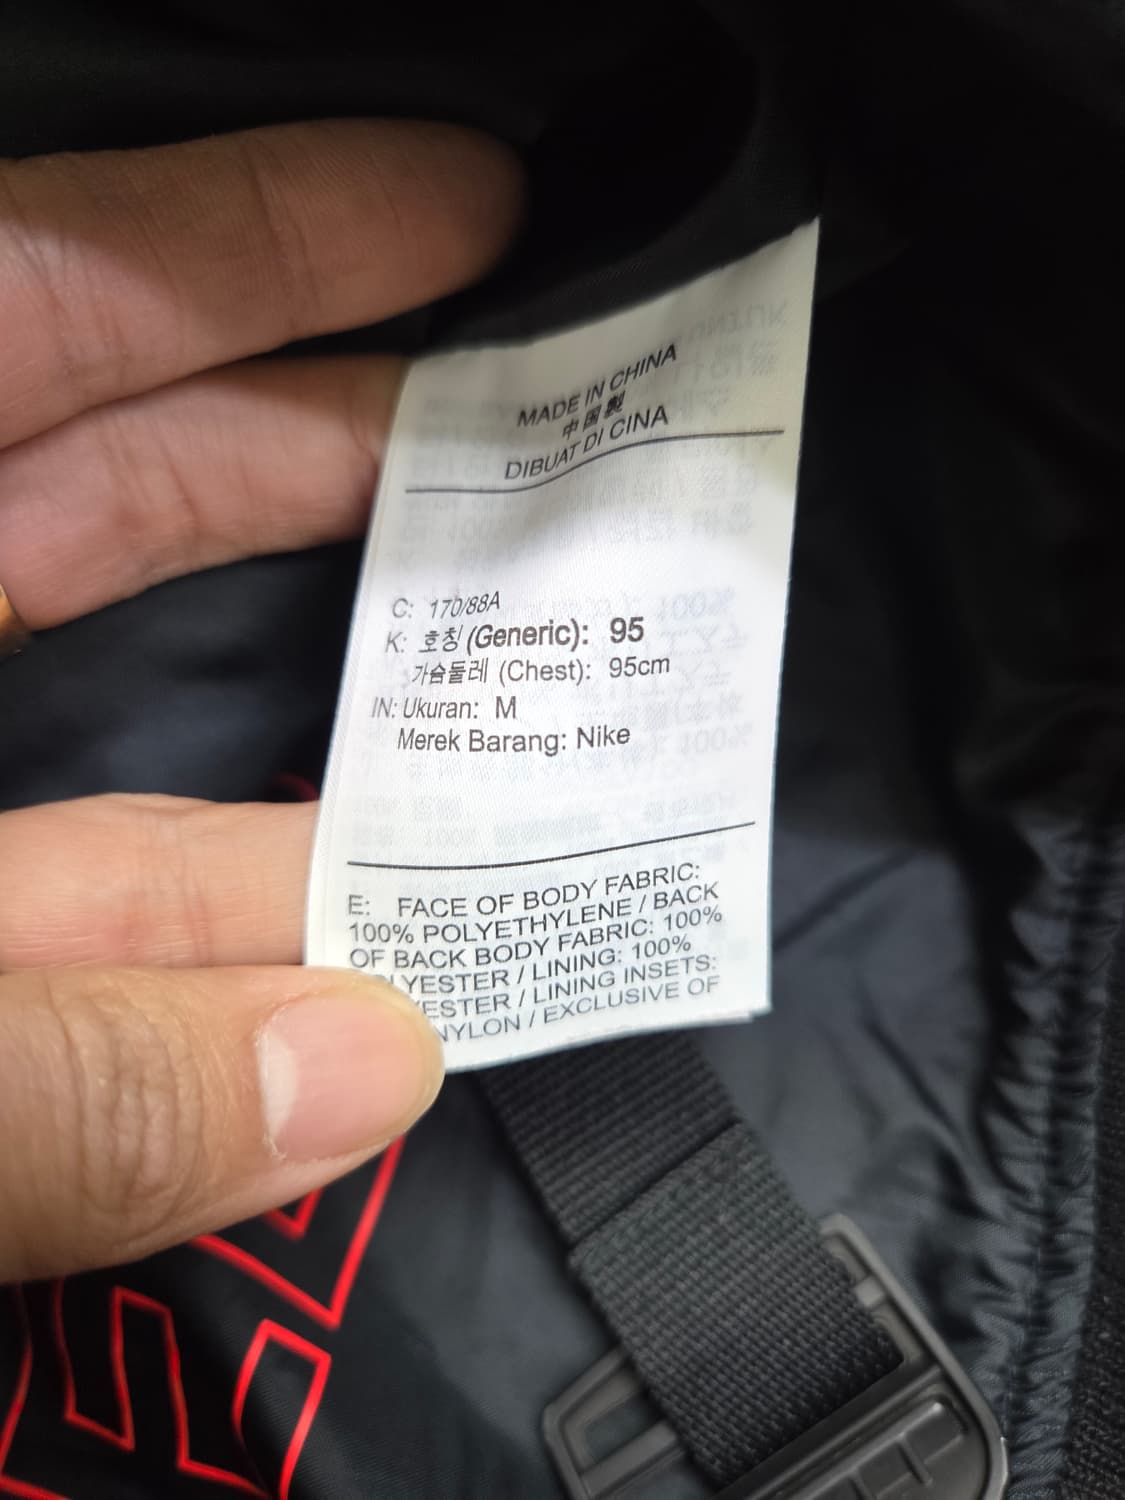 MADE IN CHINA
中国製
DIBUAT DI CINA
C: 170/88A
K: 호칭 (Generic): 95
가슴둘레 (Chest): 95cm
IN: Ukuran: M
Merek Barang: Nike
E: FACE OF BODY FABRIC:
100% POLYETHYLENE / BACK
OF BACK BODY FABRIC: 100%
LYESTER / LINING: 100%
ESTER / LINING INSETS:
NYLON / EXCLUSIVE OF